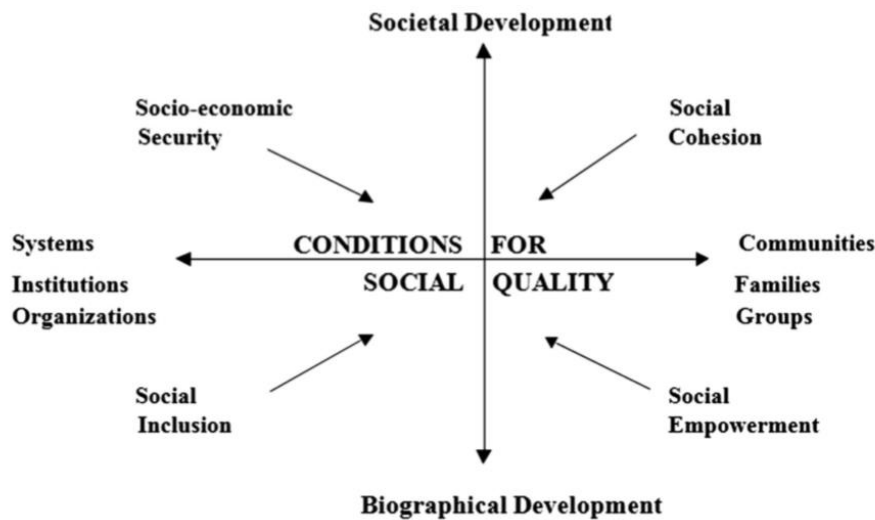 Societal Development
Socio-economic
Security
Social
Cohesion
Systems
Institutions
Organizations
CONDITIONS FOR
SOCIAL QUALITY
Communities
Families
Groups
Social
Inclusion
Social
Empowerment
Biographical Development